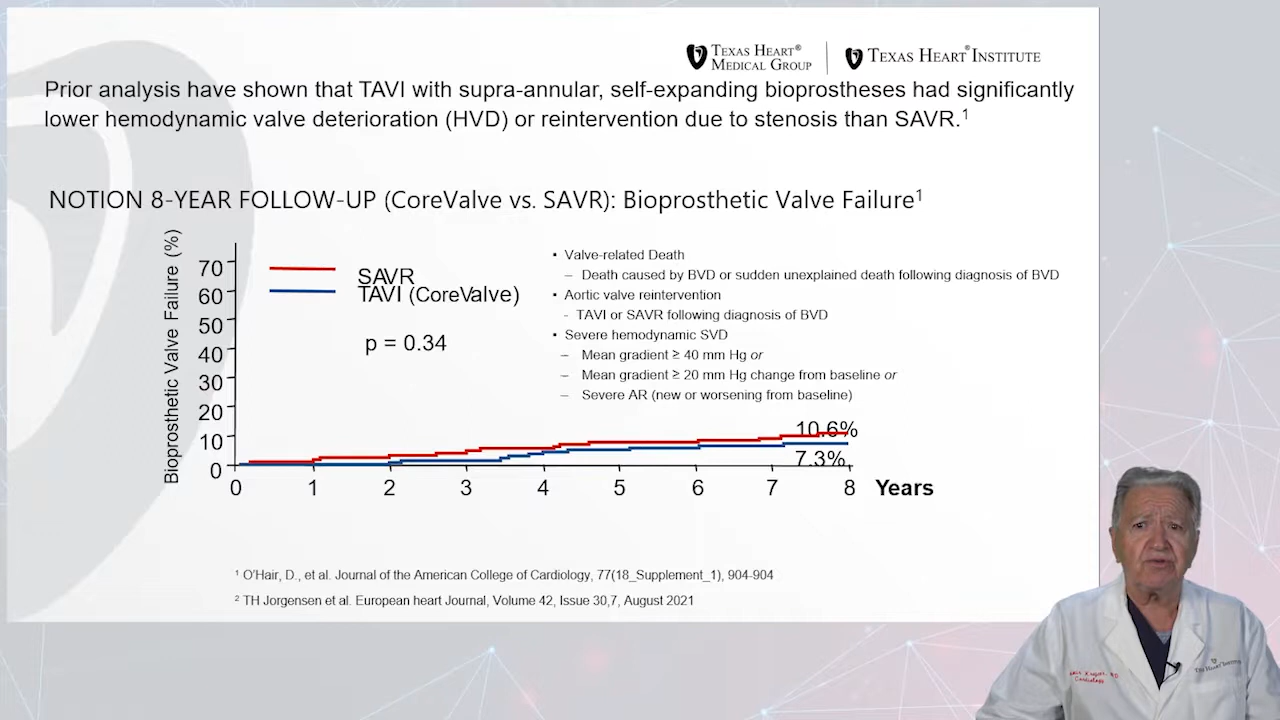 TEXAS HEART® MEDICAL GROUP
TEXAS HEART® INSTITUTE
Prior analysis have shown that TAVI with supra-annular, self-expanding bioprostheses had significantly
lower hemodynamic valve deterioration (HVD) or reintervention due to stenosis than SAVR.¹
NOTION 8-YEAR FOLLOW-UP (CoreValve vs. SAVR): Bioprosthetic Valve Failure¹
Bioprosthetic Valve Failure (%)
70
60
50
40
30
20
10
0
SAVR
TAVI (CoreValve)
p = 0.34
▪ Valve-related Death
– Death caused by BVD or sudden unexplained death following diagnosis of BVD
▪ Aortic valve reintervention
- TAVI or SAVR following diagnosis of BVD
▪ Severe hemodynamic SVD
– Mean gradient ≥ 40 mm Hg or
– Mean gradient ≥ 20 mm Hg change from baseline or
– Severe AR (new or worsening from baseline)
10.6%
7.3%
0 1 2 3 4 5 6 7 8 Years
¹ O'Hair, D., et al. Journal of the American College of Cardiology, 77(18_Supplement_1), 904-904
² TH Jorgensen et al. European heart Journal, Volume 42, Issue 30,7, August 2021
Cardiology
TEXAS HEART INSTITUTE